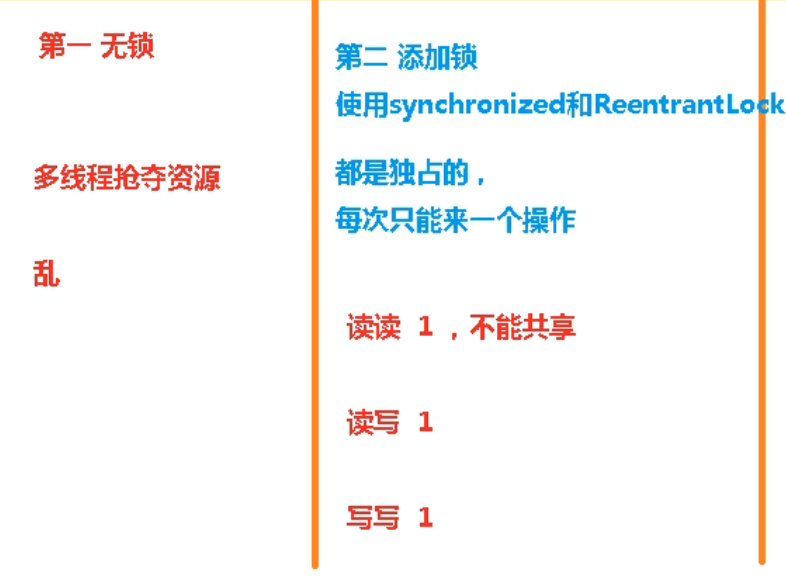 第一 无锁
多线程抢夺资源
乱
第二 添加锁
使用synchronized和ReentrantLock
都是独占的，
每次只能来一个操作
读读 1 ，不能共享
读写 1
写写 1